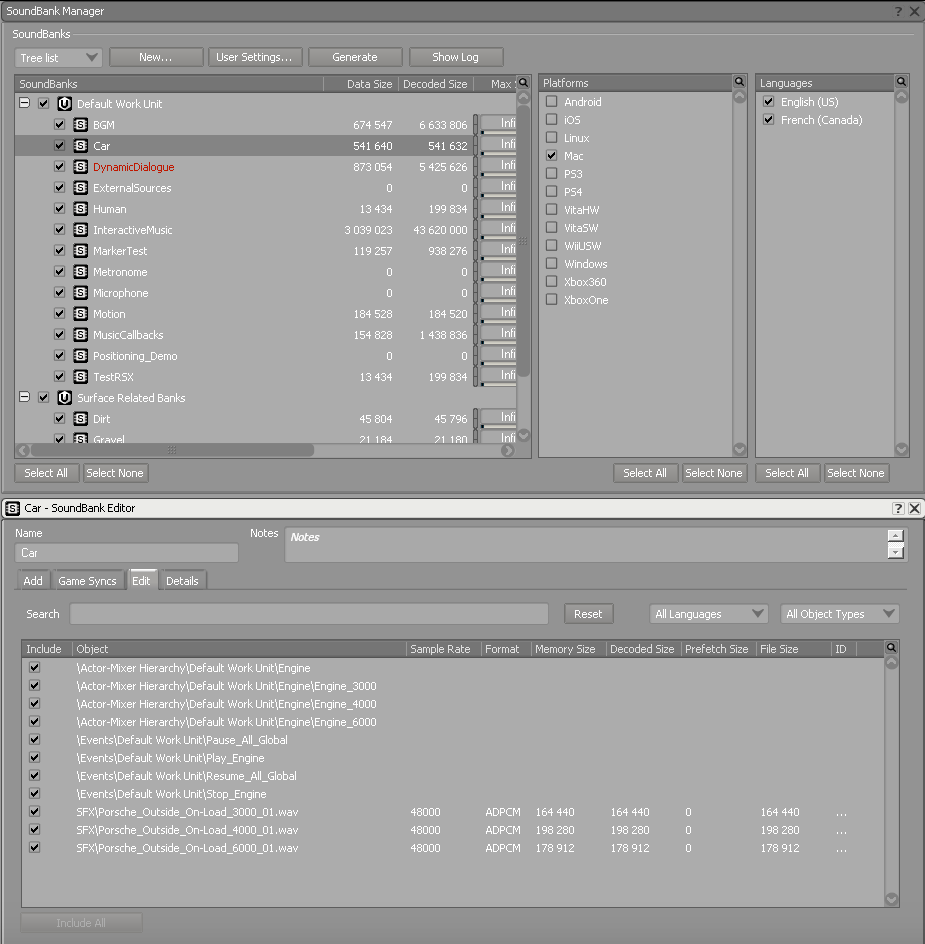 SoundBank Manager
SoundBanks
Tree list New... User Settings... Generate Show Log
SoundBanks Data Size Decoded Size Max
Default Work Unit
BGM 674 547 6 633 806 Infi
Car 541 640 541 632 Infi
DynamicDialogue 873 054 5 425 626 Infi
ExternalSources 0 0 Infi
Human 13 434 199 834 Infi
InteractiveMusic 3 039 023 43 620 000 Infi
MarkerTest 119 257 938 276 Infi
Metronome 0 0 Infi
Microphone 0 0 Infi
Motion 184 528 184 520 Infi
MusicCallbacks 154 828 1 438 836 Infi
Positioning_Demo 0 0 Infi
TestRSX 13 434 199 834 Infi
Surface Related Banks
Dirt 45 804 45 796 Infi
Gravel 21 184 21 180 Infi
Select All Select None
Platforms
Android
iOS
Linux
Mac
PS3
PS4
VitaHW
VitaSW
WiiUSW
Windows
Xbox360
XboxOne
Select All Select None
Languages
English (US)
French (Canada)
Select All Select None
Car - SoundBank Editor
Name Notes Notes
Car
Add Game Syncs Edit Details
Search Reset All Languages All Object Types
Include Object Sample Rate Format Memory Size Decoded Size Prefetch Size File Size ID
\Actor-Mixer Hierarchy\Default Work Unit\Engine
\Actor-Mixer Hierarchy\Default Work Unit\Engine\Engine_3000
\Actor-Mixer Hierarchy\Default Work Unit\Engine\Engine_4000
\Actor-Mixer Hierarchy\Default Work Unit\Engine\Engine_6000
\Events\Default Work Unit\Pause_All_Global
\Events\Default Work Unit\Play_Engine
\Events\Default Work Unit\Resume_All_Global
\Events\Default Work Unit\Stop_Engine
SFX\Porsche_Outside_On-Load_3000_01.wav 48000 ADPCM 164 440 164 440 0 164 440 ...
SFX\Porsche_Outside_On-Load_4000_01.wav 48000 ADPCM 198 280 198 280 0 198 280 ...
SFX\Porsche_Outside_On-Load_6000_01.wav 48000 ADPCM 178 912 178 912 0 178 912 ...
Include All